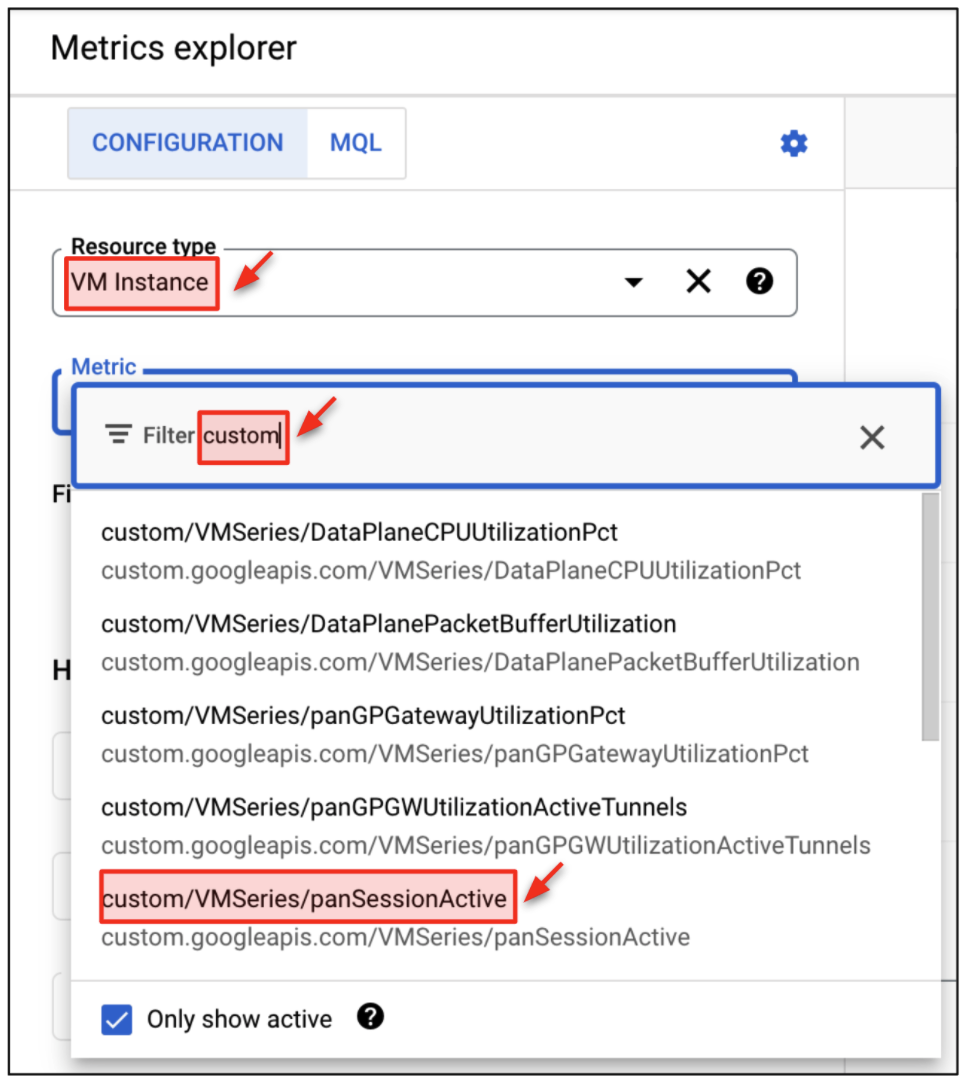 Metrics explorer
CONFIGURATION MQL
Resource type
VM Instance
Metric
Filter custom
Fi
custom/VMSeries/DataPlaneCPUUtilizationPct
custom.googleapis.com/VMSeries/DataPlaneCPUUtilizationPct
custom/VMSeries/DataPlanePacketBufferUtilization
custom.googleapis.com/VMSeries/DataPlanePacketBufferUtilization
H
custom/VMSeries/panGPGatewayUtilizationPct
custom.googleapis.com/VMSeries/panGPGatewayUtilizationPct
custom/VMSeries/panGPGWUtilizationActiveTunnels
custom.googleapis.com/VMSeries/panGPGWUtilizationActiveTunnels
custom/VMSeries/panSessionActive
custom.googleapis.com/VMSeries/panSessionActive
Only show active